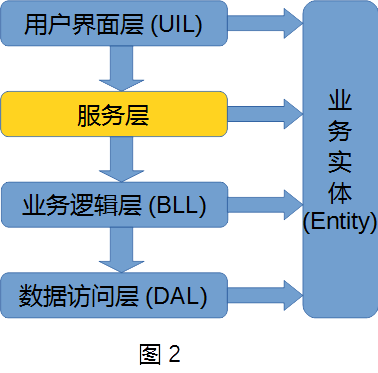 用户界面层 (UIL)
服务层
业务逻辑层 (BLL)
数据访问层 (DAL)
业
务
实
体
(Entity)
图 2